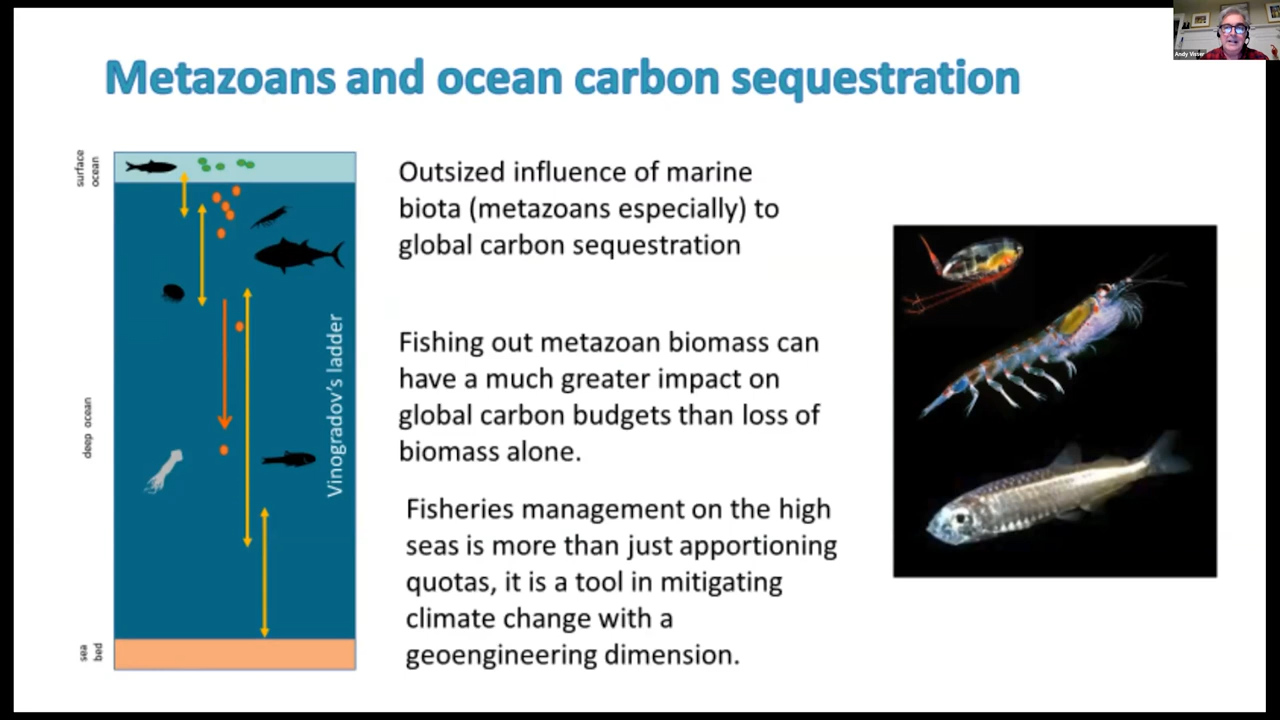 Andy Visser
Metazoans and ocean carbon sequestration
surface
ocean
deep ocean
sea
bed
Vinogradov's ladder
Outsized influence of marine
biota (metazoans especially) to
global carbon sequestration
Fishing out metazoan biomass can
have a much greater impact on
global carbon budgets than loss of
biomass alone.
Fisheries management on the high
seas is more than just apportioning
quotas, it is a tool in mitigating
climate change with a
geoengineering dimension.